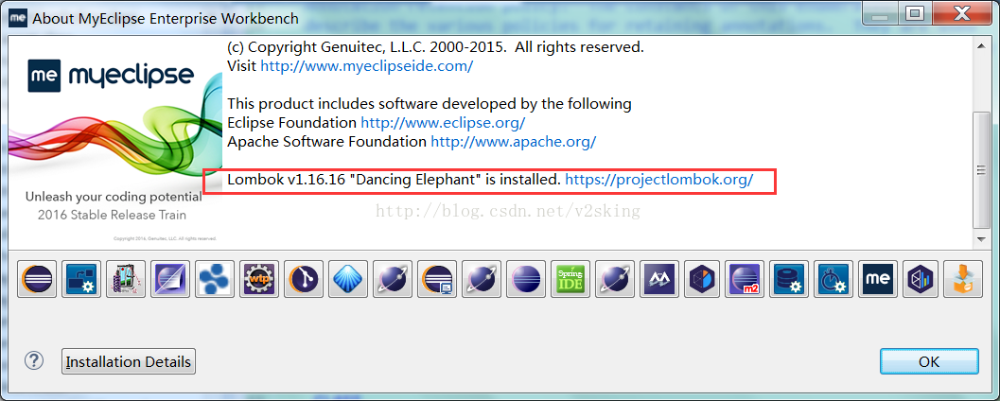 About MyEclipse Enterprise Workbench
me myeclipse
Unleash your coding potential
2016 Stable Release Train
Copyright 2016. Genuitec, LLC. All rights reserved.
(c) Copyright Genuitec, L.L.C. 2000-2015.  All rights reserved.
Visit http://www.myeclipseide.com/
This product includes software developed by the following
Eclipse Foundation http://www.eclipse.org/
Apache Software Foundation http://www.apache.org/
Lombok v1.16.16 "Dancing Elephant" is installed. https://projectlombok.org/
http://blog.csdn.net/v2sking
wtp
Spring IDE
m2
me
? Installation Details
OK